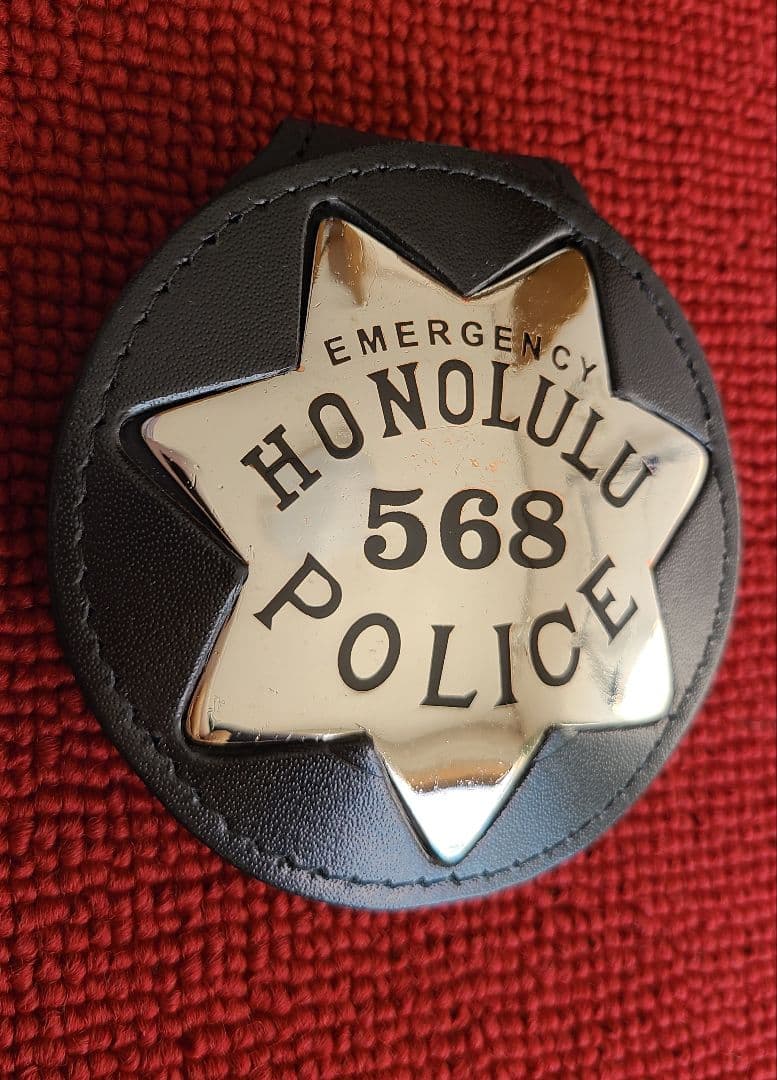 EMERGENCY
HONOLULU
568
POLICE